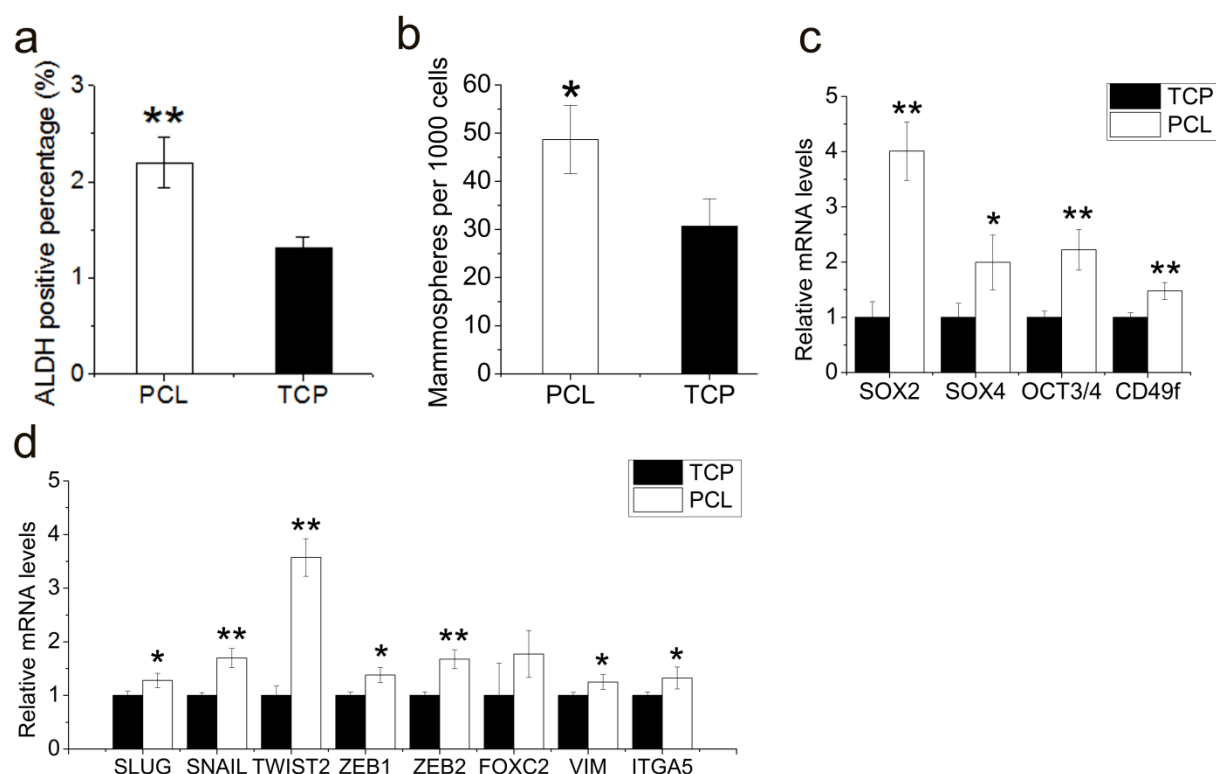 a
ALDH positive percentage (%)
3
2
1
0
**
PCL TCP
b
Mammospheres per 1000 cells
60
50
40
30
20
10
0
*
PCL TCP
c
Relative mRNA levels
5
4
3
2
1
0
TCP
PCL
** * ** **
SOX2 SOX4 OCT3/4 CD49f
d
Relative mRNA levels
5
4
3
2
1
0
TCP
PCL
* ** ** * ** * *
SLUG SNAIL TWIST2 ZEB1 ZEB2 FOXC2 VIM ITGA5